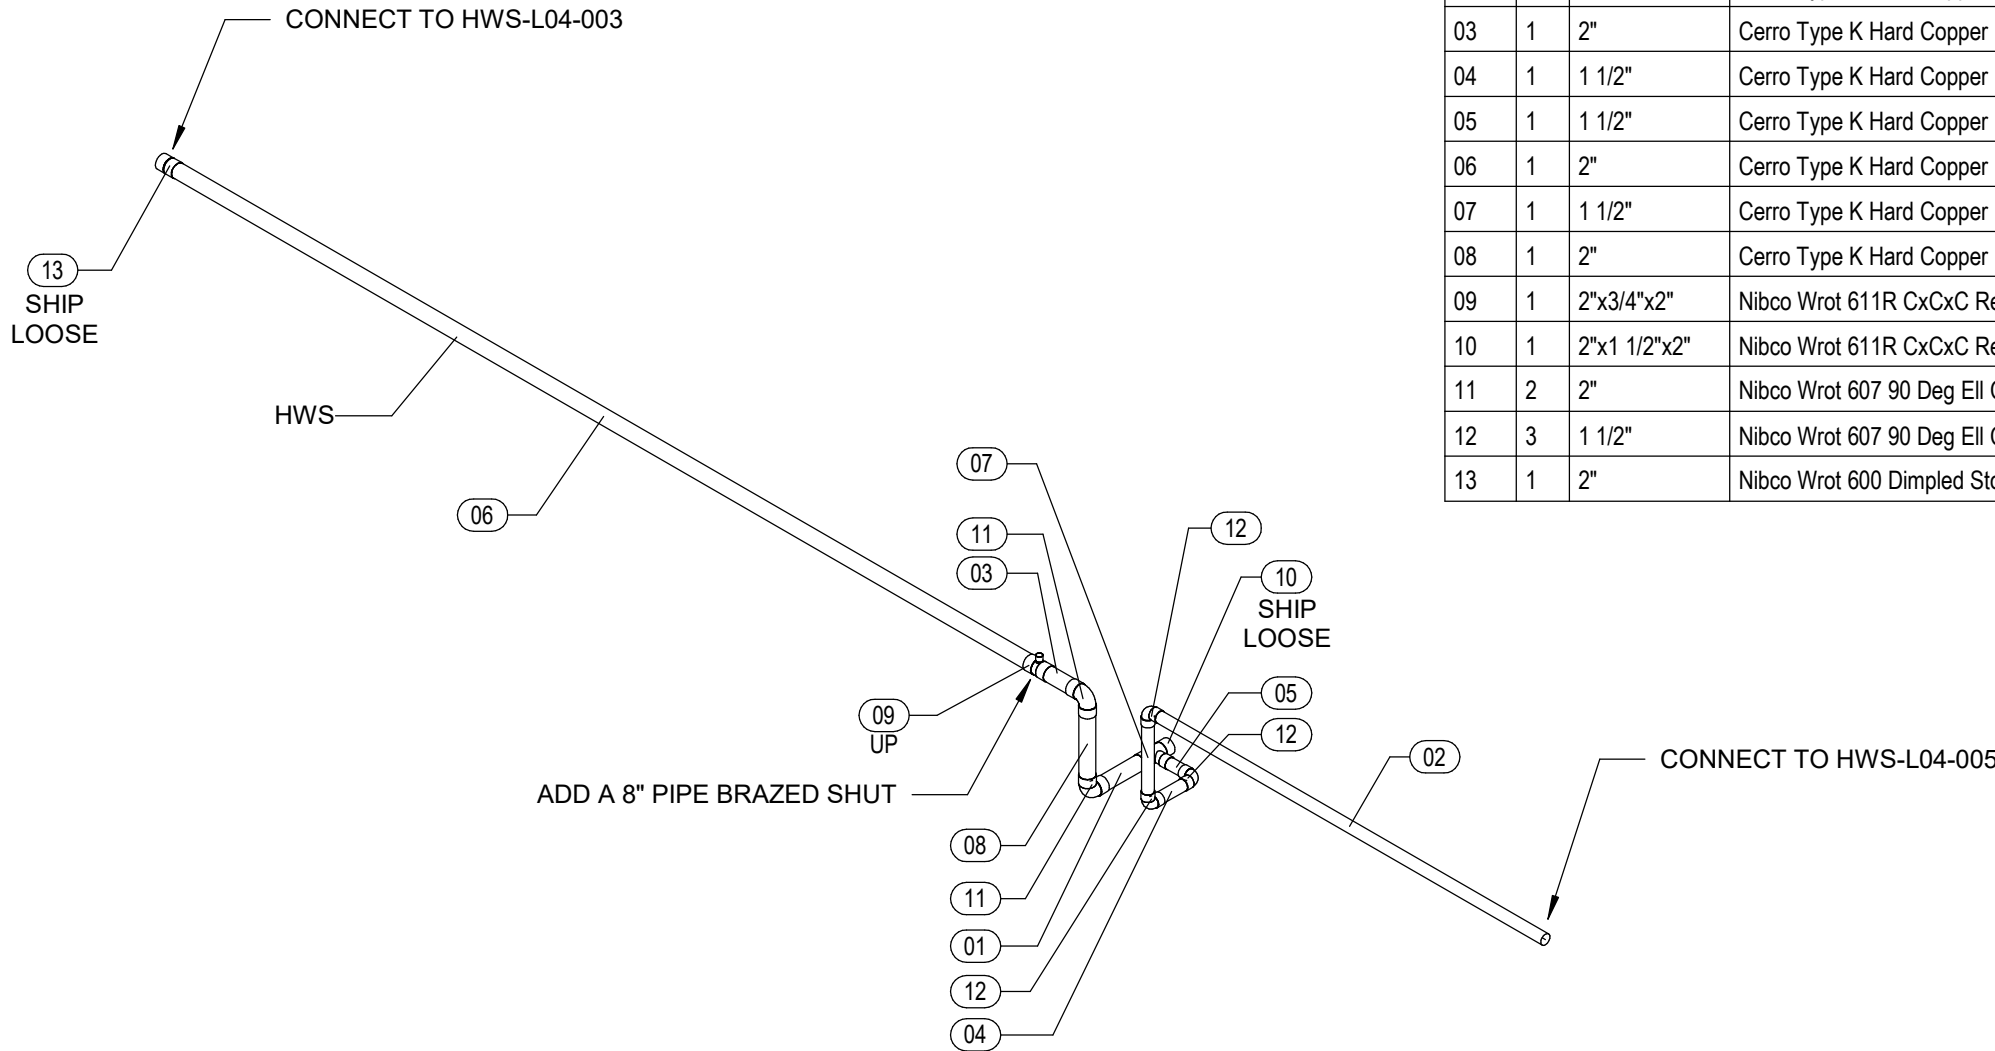 CONNECT TO HWS-L04-003
03 1 2" Cerro Type K Hard Copper
04 1 1 1/2" Cerro Type K Hard Copper
05 1 1 1/2" Cerro Type K Hard Copper
06 1 2" Cerro Type K Hard Copper
07 1 1 1/2" Cerro Type K Hard Copper
08 1 2" Cerro Type K Hard Copper
09 1 2"x3/4"x2" Nibco Wrot 611R CxCxC Re
10 1 2"x1 1/2"x2" Nibco Wrot 611R CxCxC Re
11 2 2" Nibco Wrot 607 90 Deg Ell
12 3 1 1/2" Nibco Wrot 607 90 Deg Ell
13 1 2" Nibco Wrot 600 Dimpled Sto
13
SHIP
LOOSE
HWS
06
07
11
03
12
10
SHIP
LOOSE
05
12
09
UP
02
CONNECT TO HWS-L04-005
ADD A 8" PIPE BRAZED SHUT
08
11
01
12
04